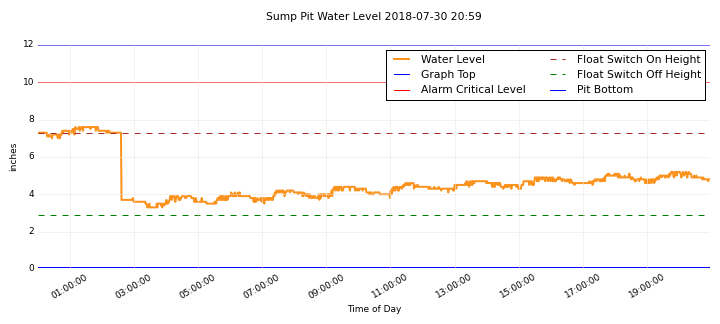 Sump Pit Water Level 2018-07-30 20:59
12
10
8
6
4
2
0
inches
Water Level
Graph Top
Alarm Critical Level
Float Switch On Height
Float Switch Off Height
Pit Bottom
01:00:00
03:00:00
05:00:00
07:00:00
09:00:00
11:00:00
13:00:00
15:00:00
17:00:00
19:00:00
Time of Day